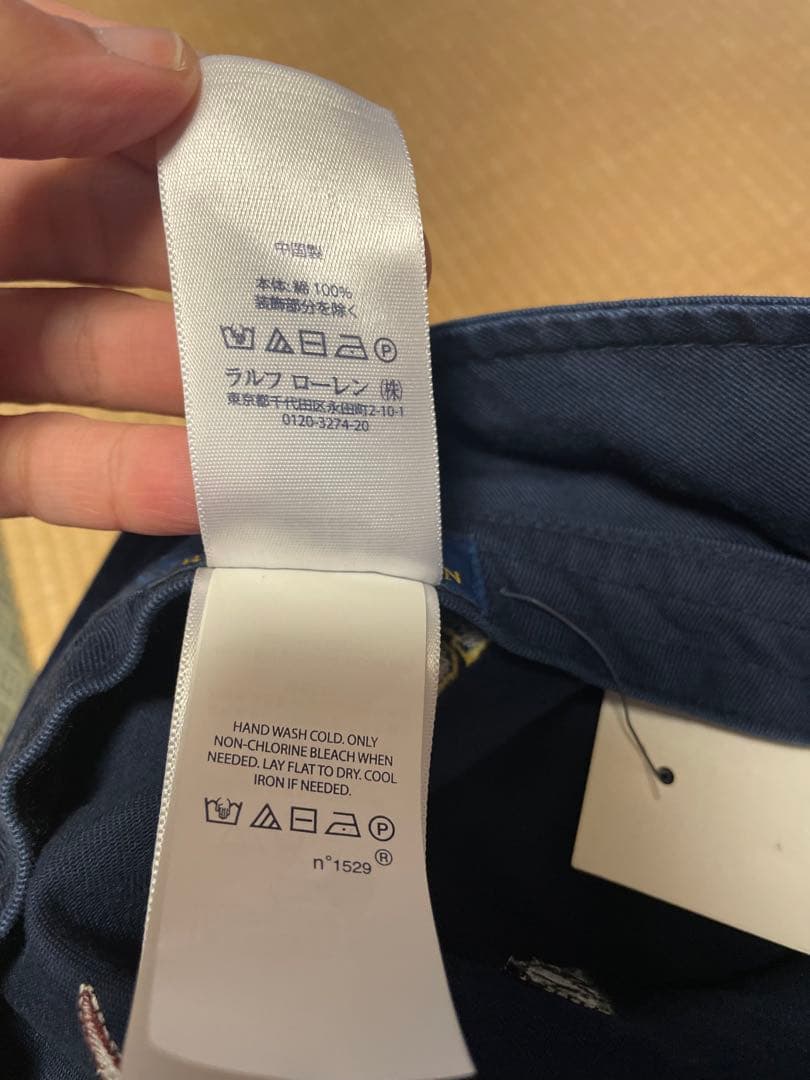 中国製
本体: 綿 100%
装飾部分を除く
P
ラルフ ローレン (株)
東京都千代田区永田町2-10-1
0120-3274-20
N
HAND WASH COLD. ONLY
NON-CHLORINE BLEACH WHEN
NEEDED. LAY FLAT TO DRY. COOL
IRON IF NEEDED.
P
n°1529 ®